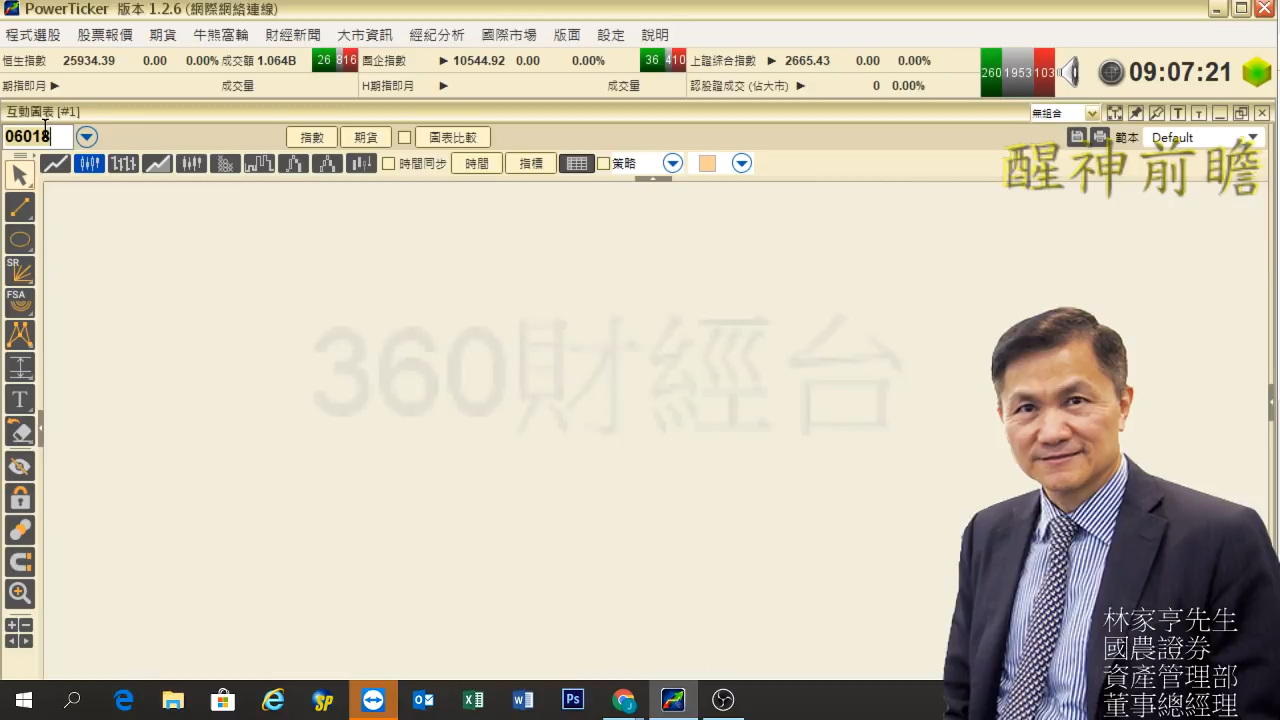 PowerTicker 版本 1.2.6 (網際網絡連線)
程式選股 股票報價 期貨 牛熊窩輪 財經新聞 大市資訊 經紀分析 國際市場 版面 設定 說明
恒生指數 25934.39 0.00 0.00% 成交額 1.064B 26 816 國企指數 10544.92 0.00 0.00% 36 410 上證綜合指數 2665.43 0.00 0.00%
期指即月 成交量 H期指即月 成交量 認股證成交 (佔大市) 0 0.00%
260 1953 103 09:07:21
互動圖表 [#1] 無組合
06018 指數 期貨 圖表比較 範本 Default
時間同步 時間 指標 策略
醒神前瞻
SR
FSA
T
360財經台
林家亨先生
國農證券
資產管理部
董事總經理